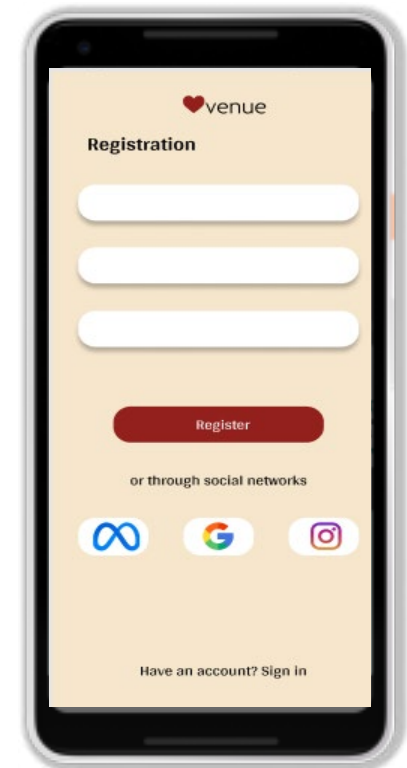 venue
Registration
Register
or through social networks
Have an account? Sign in